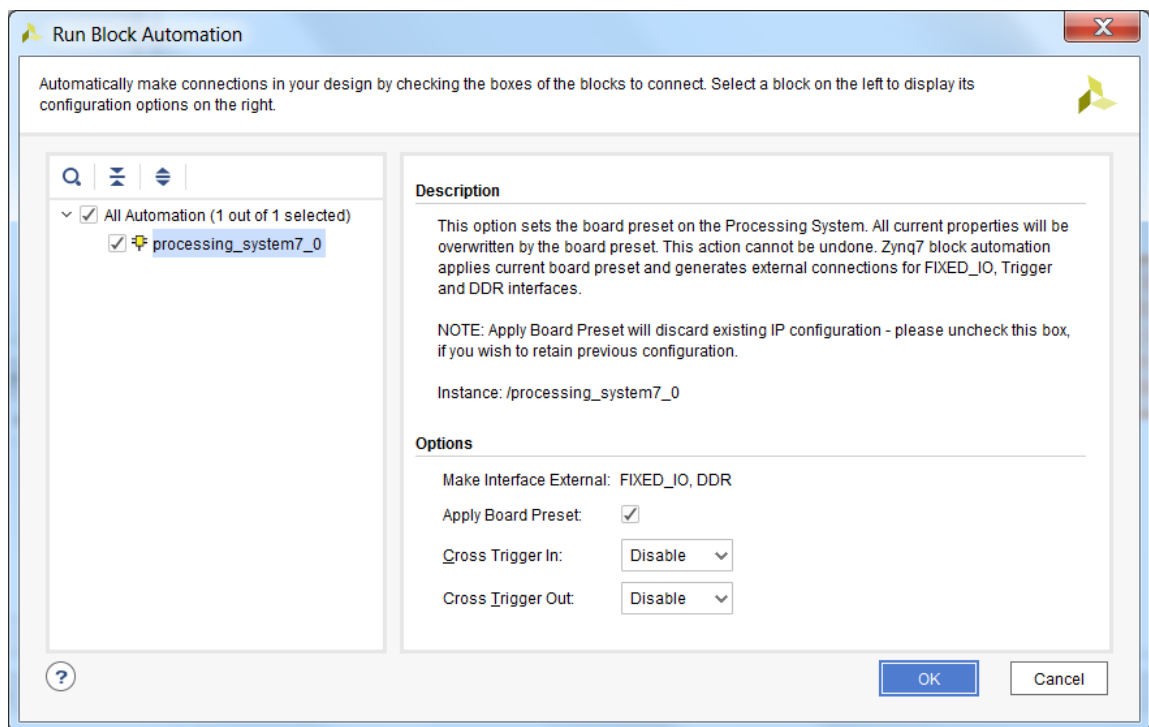 Run Block Automation
X
Automatically make connections in your design by checking the boxes of the blocks to connect. Select a block on the left to display its
configuration options on the right.
All Automation (1 out of 1 selected)
processing_system7_0
Description
This option sets the board preset on the Processing System. All current properties will be
overwritten by the board preset. This action cannot be undone. Zynq7 block automation
applies current board preset and generates external connections for FIXED_IO, Trigger
and DDR interfaces.
NOTE: Apply Board Preset will discard existing IP configuration - please uncheck this box,
if you wish to retain previous configuration.
Instance: /processing_system7_0
Options
Make Interface External: FIXED_IO, DDR
Apply Board Preset:
Cross Trigger In: Disable
Cross Trigger Out: Disable
?
OK
Cancel